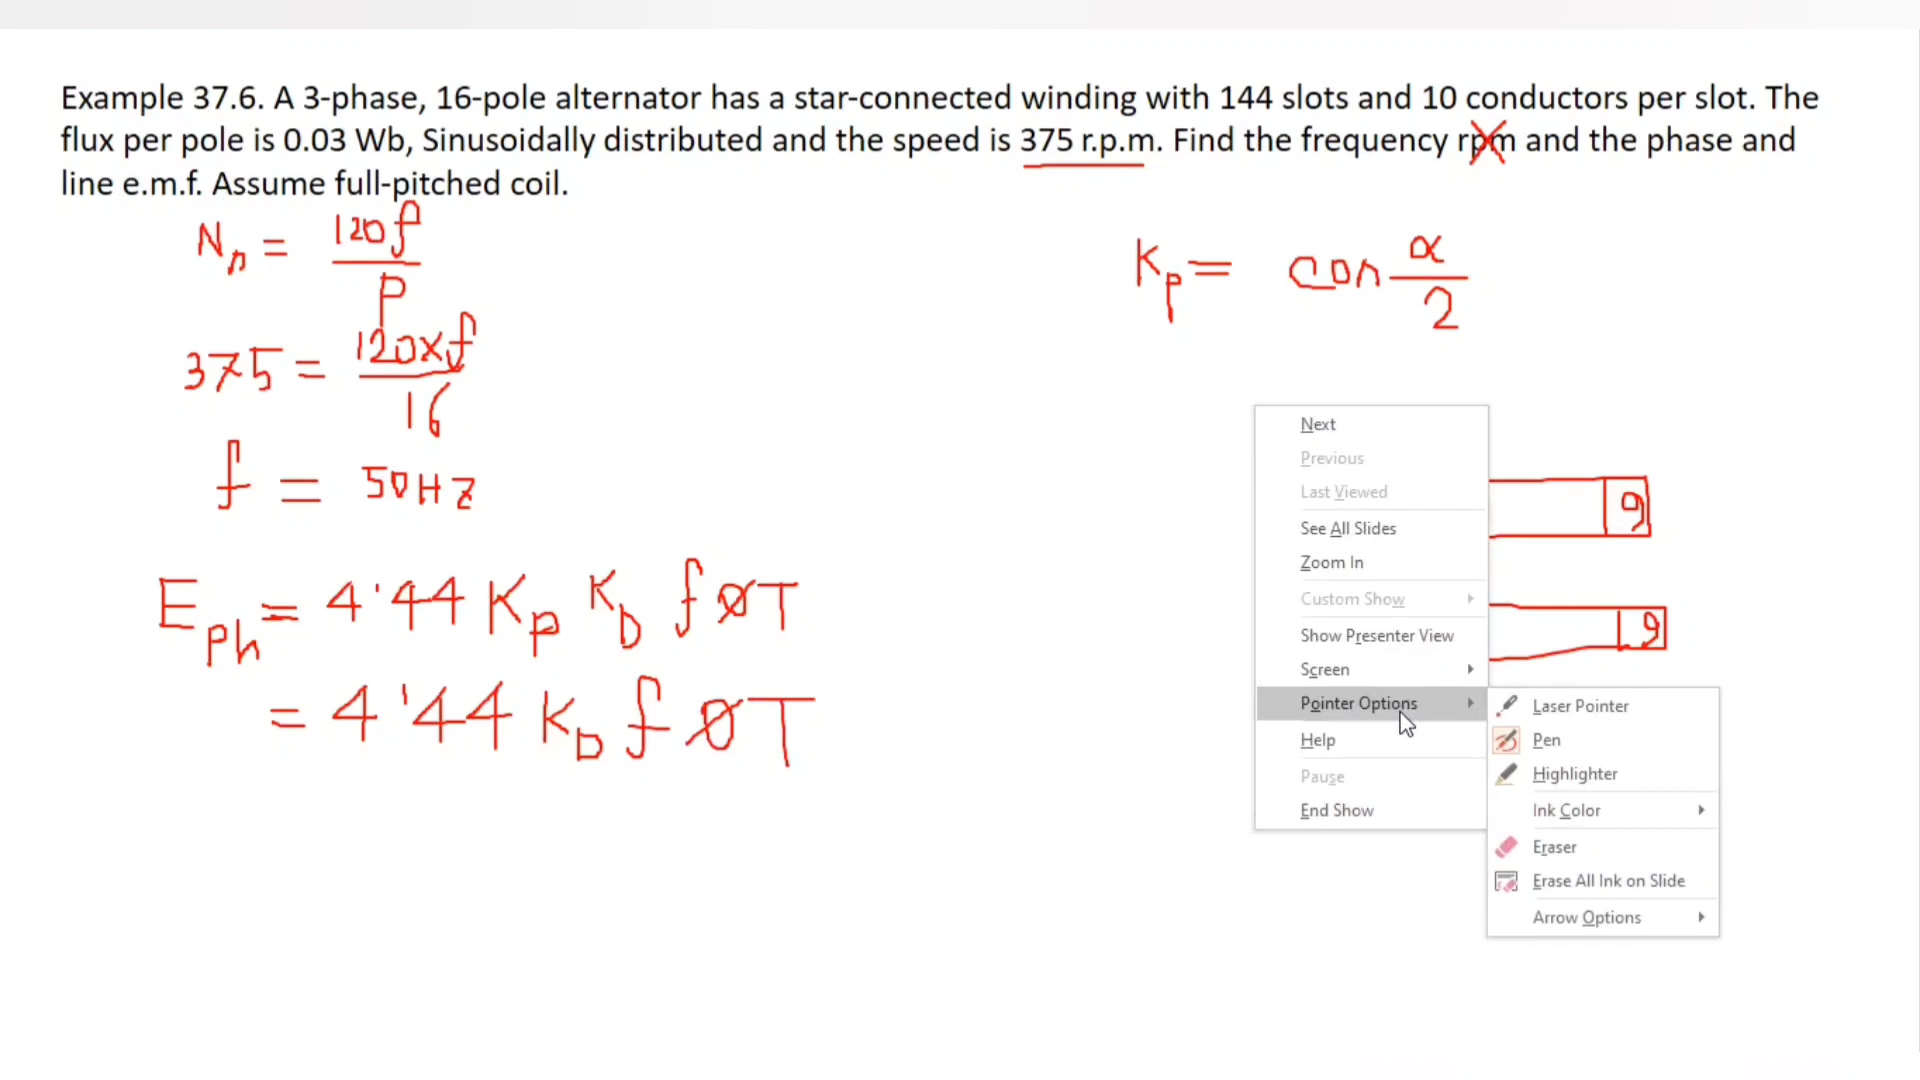 Example 37.6. A 3-phase, 16-pole alternator has a star-connected winding with 144 slots and 10 conductors per slot. The
flux per pole is 0.03 Wb, Sinusoidally distributed and the speed is 375 r.p.m. Find the frequency rpm and the phase and
line e.m.f. Assume full-pitched coil.
Ns = 120f / P
375 = 120xf / 16
f = 50HZ
Eph = 4.44 Kp KD f ØT
= 4.44 KD f ØT
Kp = cos α / 2
9
9
Next
Previous
Last Viewed
See All Slides
Zoom In
Custom Show
Show Presenter View
Screen
Pointer Options
Help
Pause
End Show
Laser Pointer
Pen
Highlighter
Ink Color
Eraser
Erase All Ink on Slide
Arrow Options